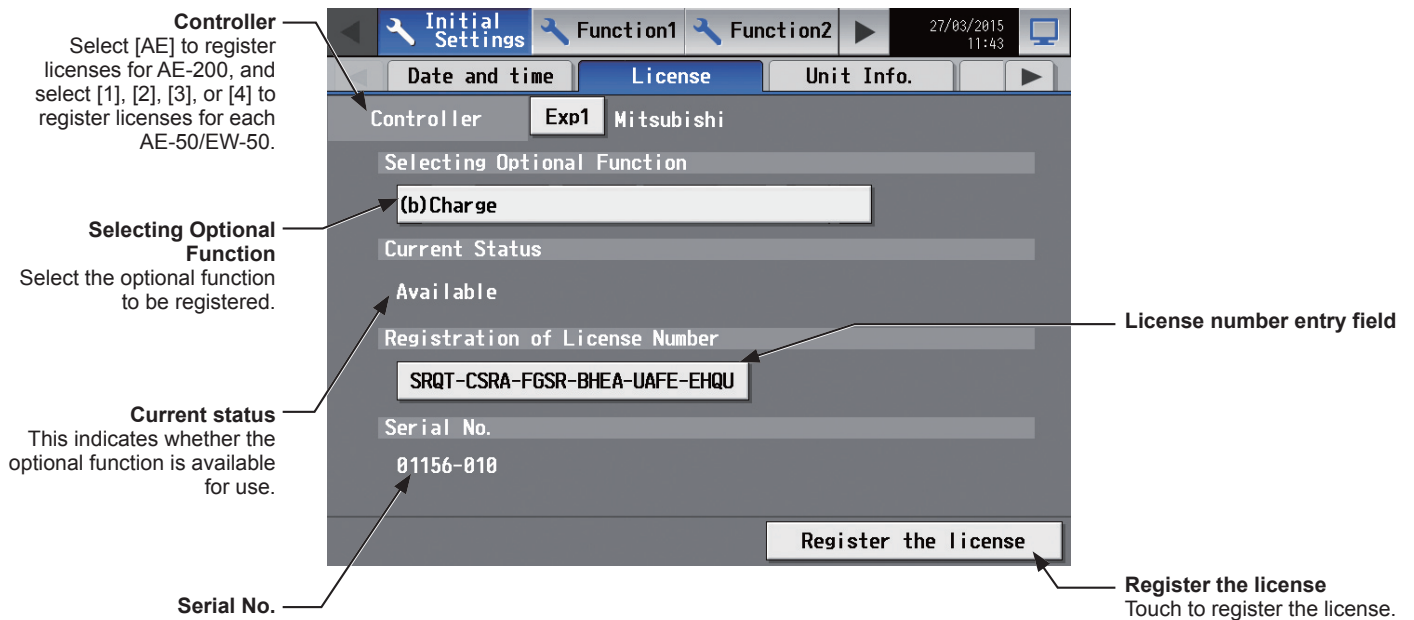 Controller
Select [AE] to register
licenses for AE-200, and
select [1], [2], [3], or [4] to
register licenses for each
AE-50/EW-50.
Selecting Optional
Function
Select the optional function
to be registered.
Current status
This indicates whether the
optional function is available
for use.
Serial No.
Initial
Settings
Function1
Function2
27/03/2015
11:43
Date and time
License
Unit Info.
Controller
Exp1
Mitsubishi
Selecting Optional Function
(b)Charge
Current Status
Available
Registration of License Number
SRQT-CSRA-FGSR-BHEA-UAFE-EHQU
Serial No.
01156-010
Register the license
License number entry field
Register the license
Touch to register the license.